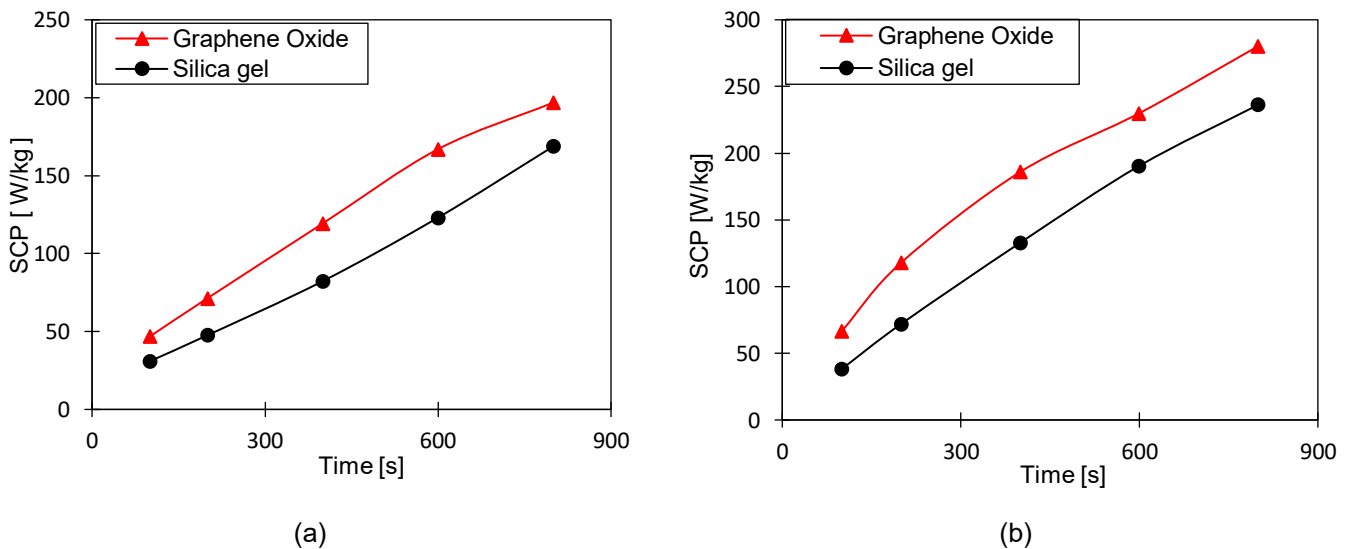 250
200
150
100
50
0
SCP [ W/kg ]
Graphene Oxide
Silica gel
0 300 600 900
Time [s]
(a)
300
250
200
150
100
50
0
SCP [W/kg]
Graphene Oxide
Silica gel
0 300 600 900
Time [s]
(b)